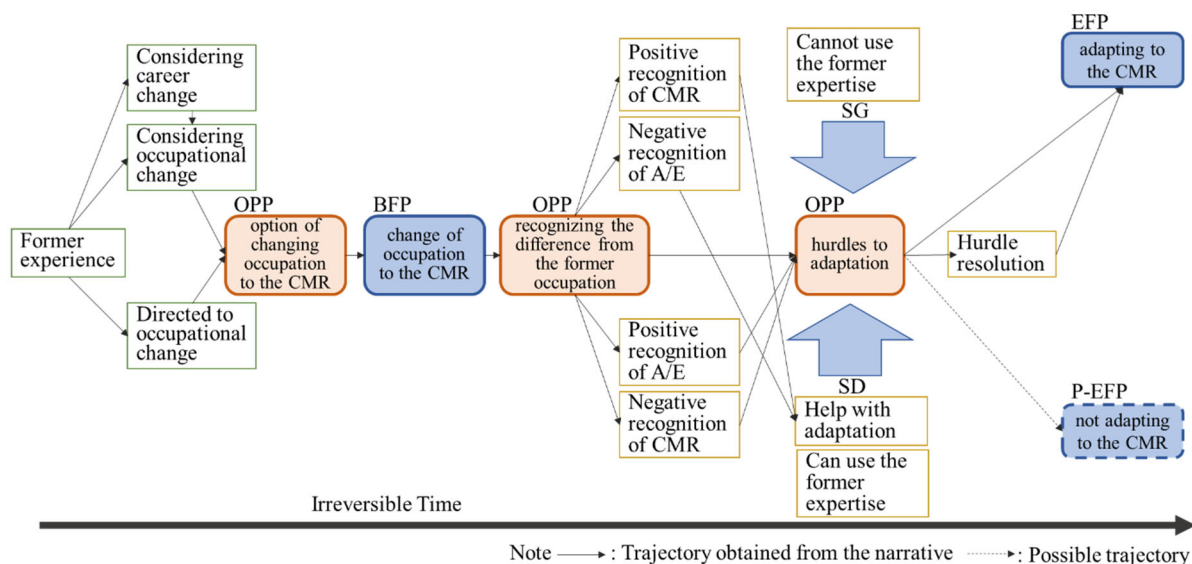 Considering
career
change
Considering
occupational
change
Former
experience
Directed to
occupational
change
OPP
option of
changing
occupation
to the CMR
BFP
change of
occupation
to the CMR
OPP
recognizing the
difference from
the former
occupation
Positive
recognition
of CMR
Negative
recognition
of A/E
Positive
recognition
of A/E
Negative
recognition
of CMR
Cannot use
the former
expertise
SG
OPP
hurdles to
adaptation
SD
Help with
adaptation
Can use the
former
expertise
EFP
adapting to
the CMR
Hurdle
resolution
P-EFP
not adapting
to the CMR
Irreversible Time
Note : Trajectory obtained from the narrative : Possible trajectory